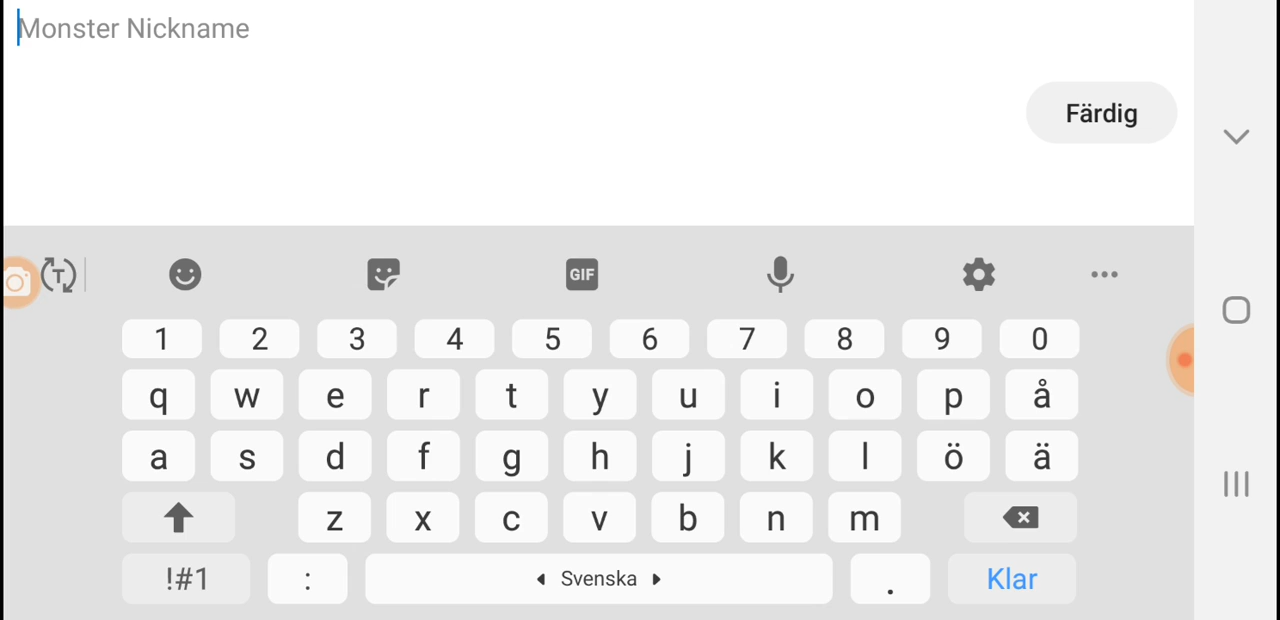 Monster Nickname
Färdig
T GIF ...
1 2 3 4 5 6 7 8 9 0
q w e r t y u i o p å
a s d f g h j k l ö ä
z x c v b n m
!#1 : Svenska . Klar